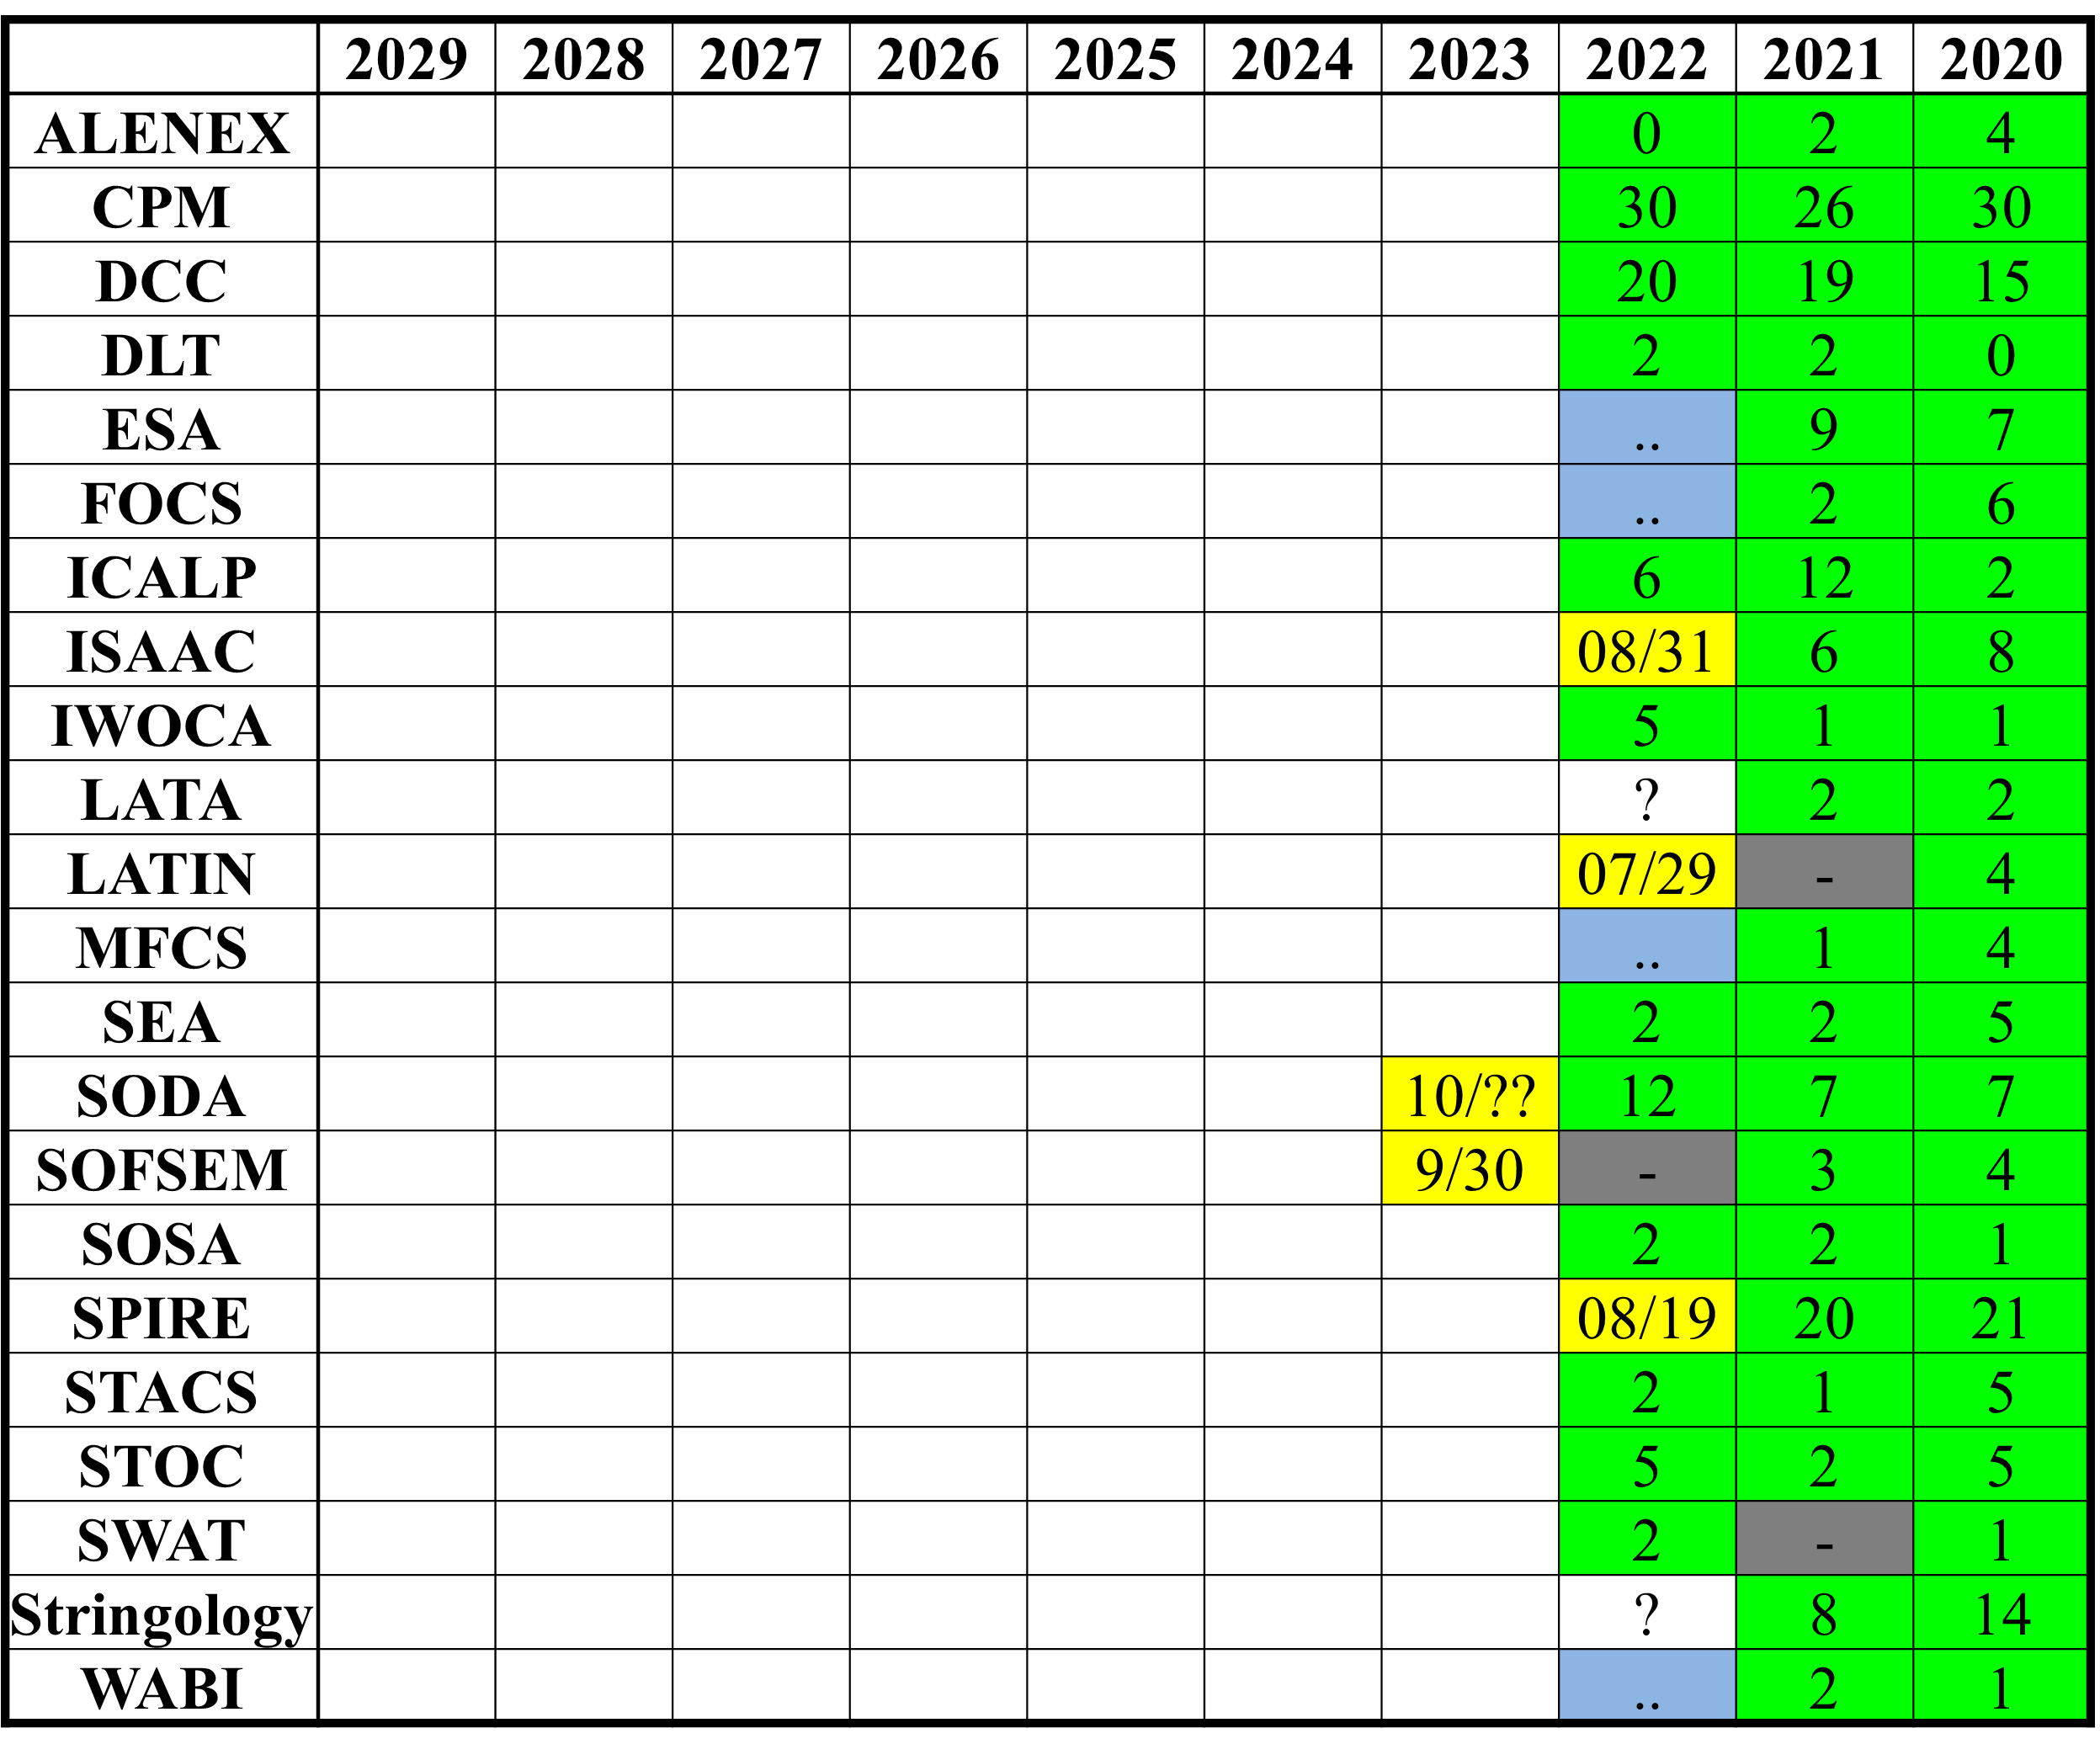 2029 2028 2027 2026 2025 2024 2023 2022 2021 2020
ALENEX 0 2 4
CPM 30 26 30
DCC 20 19 15
DLT 2 2 0
ESA .. 9 7
FOCS .. 2 6
ICALP 6 12 2
ISAAC 08/31 6 8
IWOCA 5 1 1
LATA ? 2 2
LATIN 07/29 - 4
MFCS .. 1 4
SEA 2 2 5
SODA 10/?? 12 7 7
SOFSEM 9/30 - 3 4
SOSA 2 2 1
SPIRE 08/19 20 21
STACS 2 1 5
STOC 5 2 5
SWAT 2 - 1
Stringology ? 8 14
WABI .. 2 1